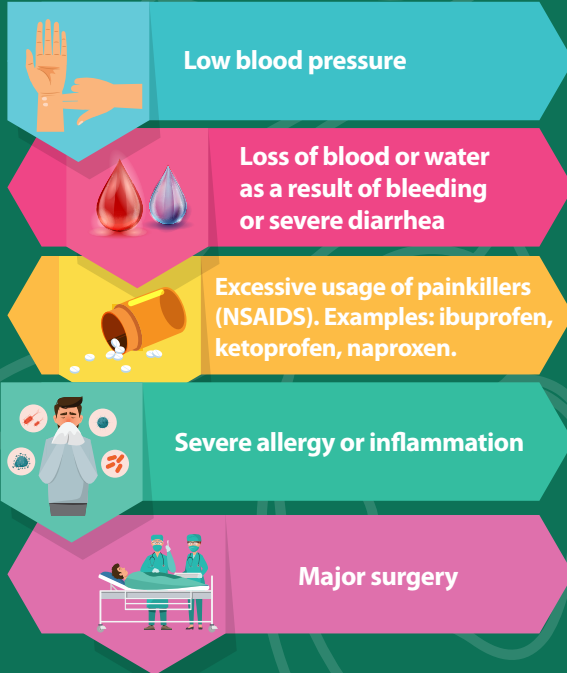 Low blood pressure
Loss of blood or water
as a result of bleeding
or severe diarrhea
Excessive usage of painkillers
(NSAIDS). Examples: ibuprofen,
ketoprofen, naproxen.
Severe allergy or inflammation
Major surgery